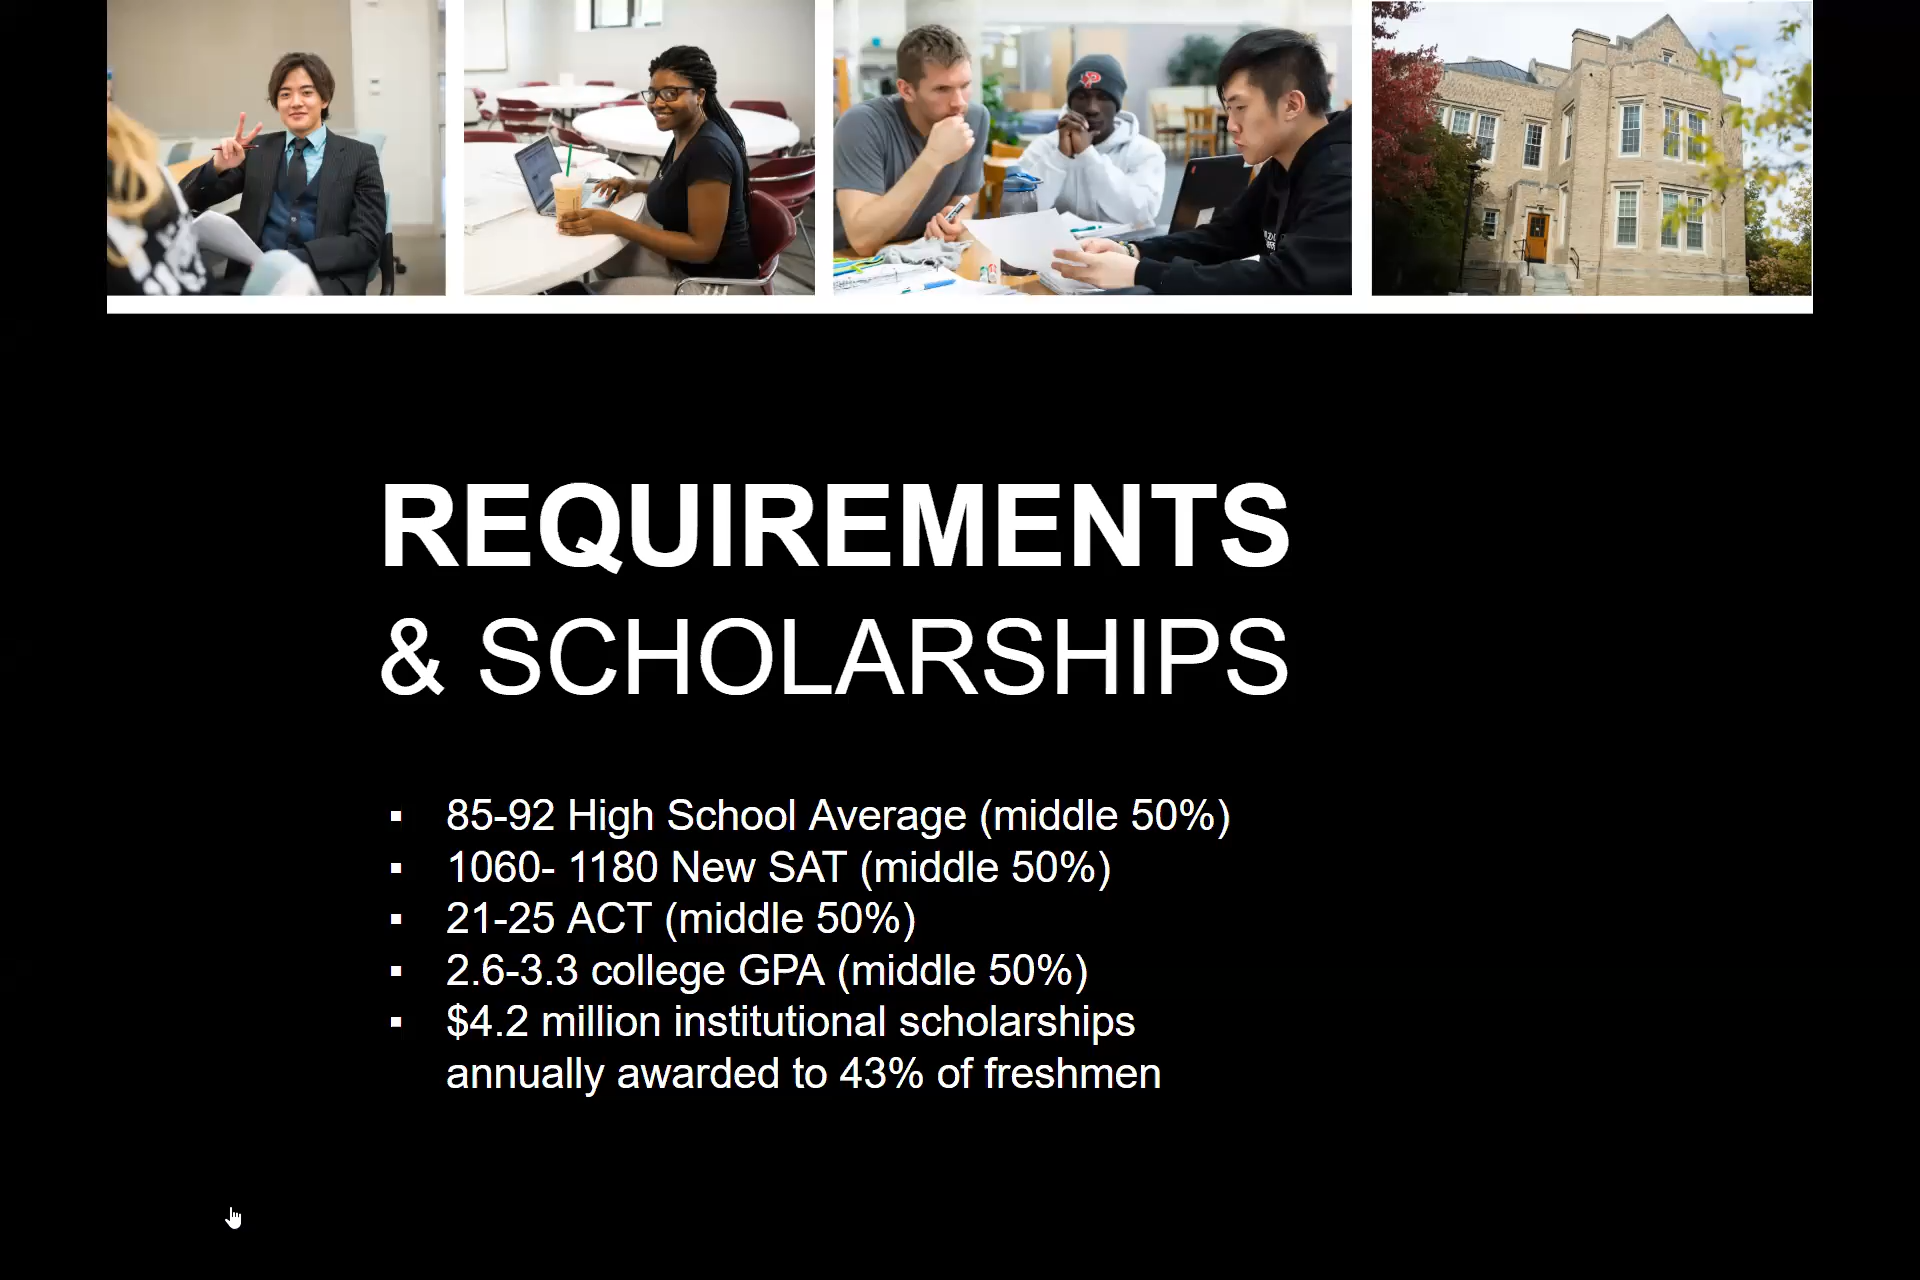 REQUIREMENTS
& SCHOLARSHIPS
▪ 85-92 High School Average (middle 50%)
▪ 1060- 1180 New SAT (middle 50%)
▪ 21-25 ACT (middle 50%)
▪ 2.6-3.3 college GPA (middle 50%)
▪ $4.2 million institutional scholarships
annually awarded to 43% of freshmen